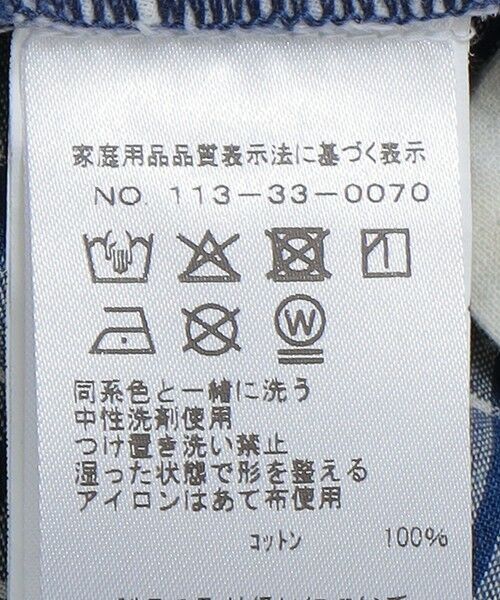 家庭用品品質表示法に基づく表示
NO. 113-33-0070
W
同系色と一緒に洗う
中性洗剤使用
つけ置き洗い禁止
湿った状態で形を整える
アイロンはあて布使用
コットン 100%